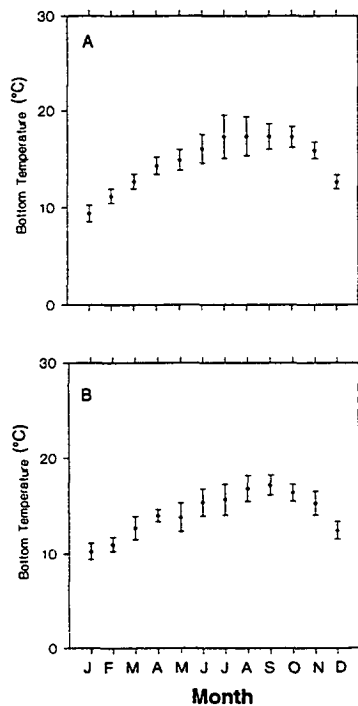 30
A
20
10
0
Bottom Temperature (°C)
30
B
20
10
0
Bottom Temperature (°C)
J F M A M J J A S O N D
Month